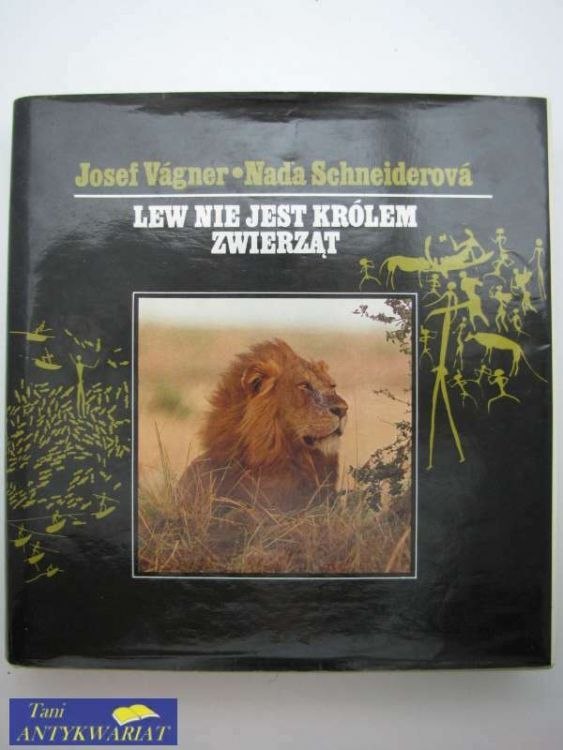 Josef Vágner • Nada Schneiderová
LEW NIE JEST KRÓLEM
ZWIERZĄT
Tani
ANTYKWARIAT